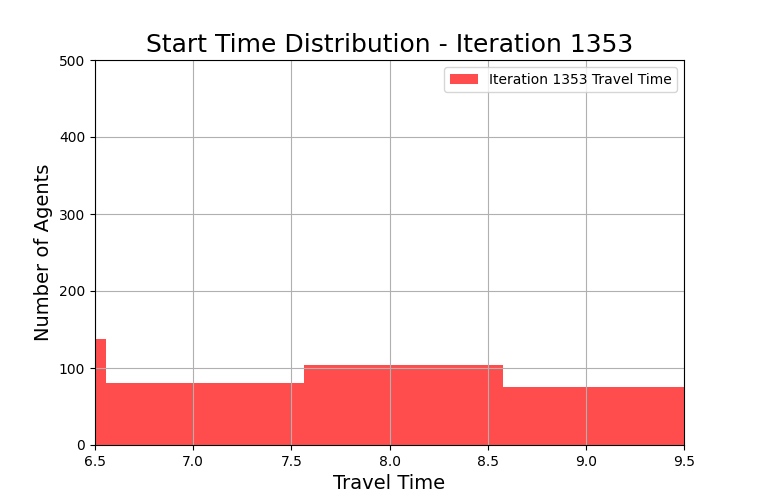 Start Time Distribution - Iteration 1353
Iteration 1353 Travel Time
Number of Agents
500
400
300
200
100
0
6.5 7.0 7.5 8.0 8.5 9.0 9.5
Travel Time